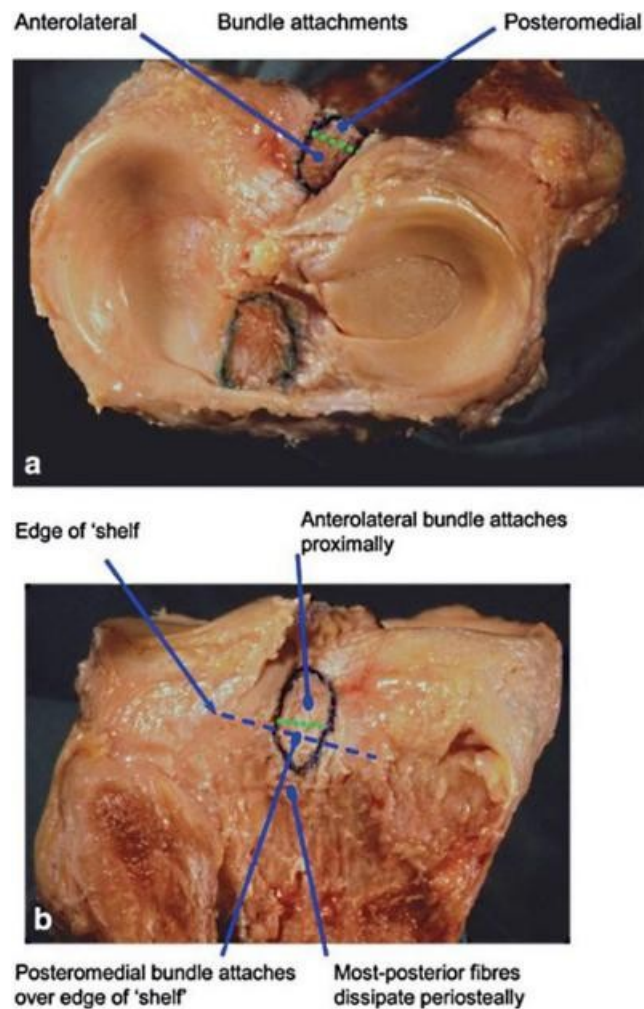 Anterolateral Bundle attachments Posteromedial
a
Edge of 'shelf
Anterolateral bundle attaches
proximally
b
Posteromedial bundle attaches
over edge of 'shelf'
Most-posterior fibres
dissipate periosteally